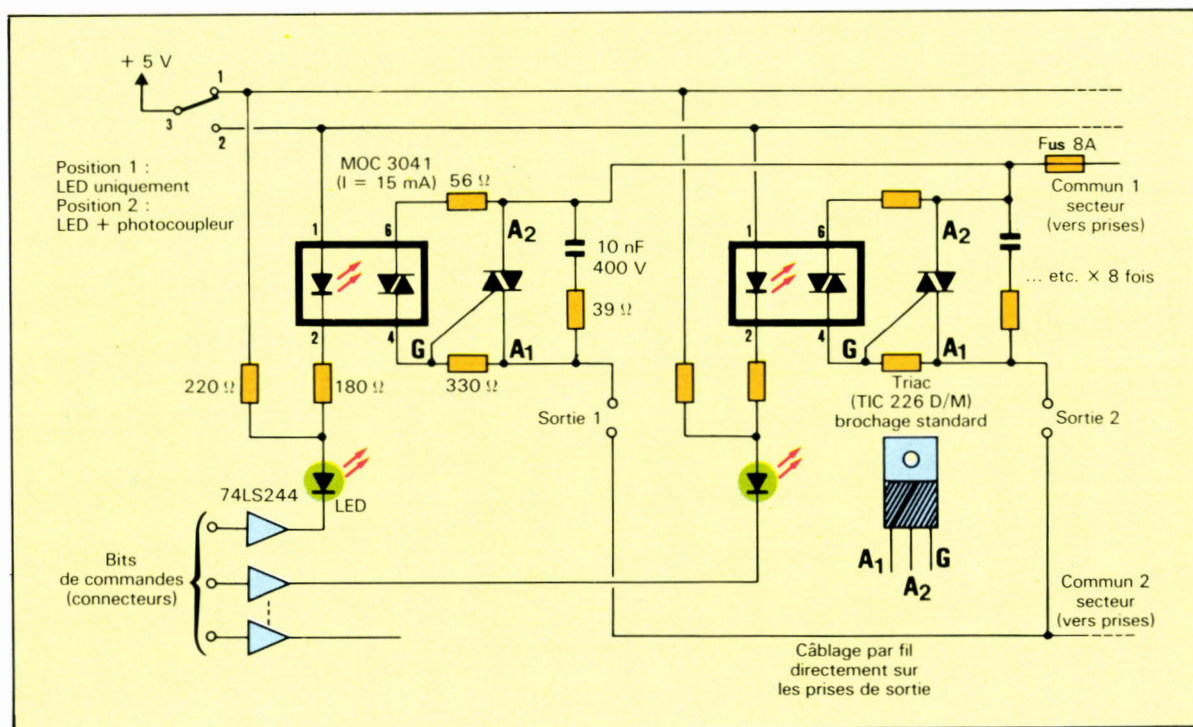 + 5 V
1
3
2
Position 1 :
LED uniquement
Position 2 :
LED + photocoupleur
MOC 3041
(I = 15 mA)
56 Ω
Fus 8A
Commun 1
secteur
(vers prises)
1
6
A2
10 nF
400 V
39 Ω
2
4
G
A1
330 Ω
220 Ω
180 Ω
Sortie 1
1
6
A2
... etc. × 8 fois
2
4
G
A1
Triac
(TIC 226 D/M)
brochage standard
Sortie 2
74LS244
LED
Bits
de commandes
(connecteurs)
A1
A2
G
Commun 2
secteur
(vers prises)
Câblage par fil
directement sur
les prises de sortie